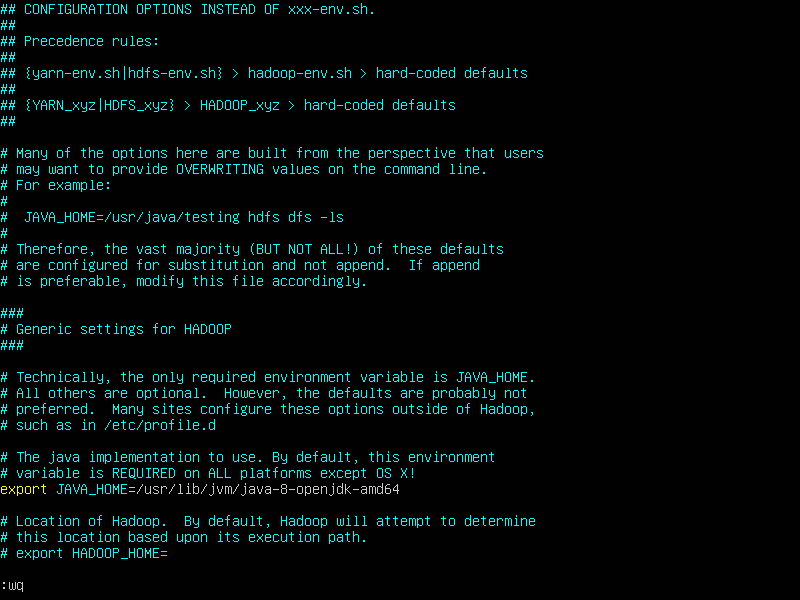 ## CONFIGURATION OPTIONS INSTEAD OF xxx-env.sh.
##
## Precedence rules:
##
## {yarn-env.sh|hdfs-env.sh} > hadoop-env.sh > hard-coded defaults
##
## {YARN_xyz|HDFS_xyz} > HADOOP_xyz > hard-coded defaults
##
# Many of the options here are built from the perspective that users
# may want to provide OVERWRITING values on the command line.
# For example:
#
#  JAVA_HOME=/usr/java/testing hdfs dfs -ls
#
# Therefore, the vast majority (BUT NOT ALL!) of these defaults
# are configured for substitution and not append.  If append
# is preferable, modify this file accordingly.
###
# Generic settings for HADOOP
###
# Technically, the only required environment variable is JAVA_HOME.
# All others are optional.  However, the defaults are probably not
# preferred.  Many sites configure these options outside of Hadoop,
# such as in /etc/profile.d
# The java implementation to use. By default, this environment
# variable is REQUIRED on ALL platforms except OS X!
export JAVA_HOME=/usr/lib/jvm/java-8-openjdk-amd64
# Location of Hadoop.  By default, Hadoop will attempt to determine
# this location based upon its execution path.
# export HADOOP_HOME=
:wq